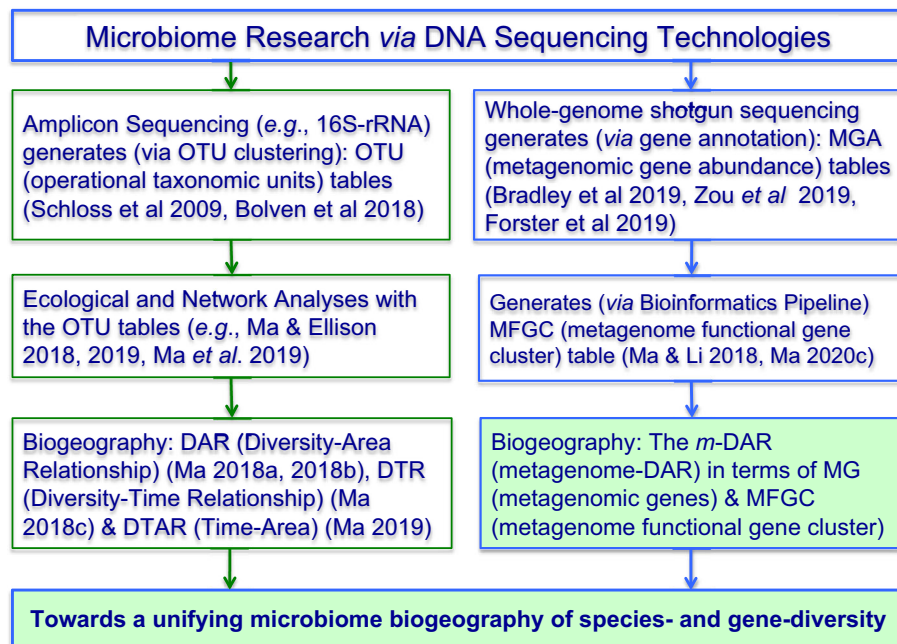 Microbiome Research via DNA Sequencing Technologies
Amplicon Sequencing (e.g., 16S-rRNA)
generates (via OTU clustering): OTU
(operational taxonomic units) tables
(Schloss et al 2009, Bolven et al 2018)
Whole-genome shotgun sequencing
generates (via gene annotation): MGA
(metagenomic gene abundance) tables
(Bradley et al 2019, Zou et al 2019,
Forster et al 2019)
Ecological and Network Analyses with
the OTU tables (e.g., Ma & Ellison
2018, 2019, Ma et al. 2019)
Generates (via Bioinformatics Pipeline)
MFGC (metagenome functional gene
cluster) table (Ma & Li 2018, Ma 2020c)
Biogeography: DAR (Diversity-Area
Relationship) (Ma 2018a, 2018b), DTR
(Diversity-Time Relationship) (Ma
2018c) & DTAR (Time-Area) (Ma 2019)
Biogeography: The m-DAR
(metagenome-DAR) in terms of MG
(metagenomic genes) & MFGC
(metagenome functional gene cluster)
Towards a unifying microbiome biogeography of species- and gene-diversity